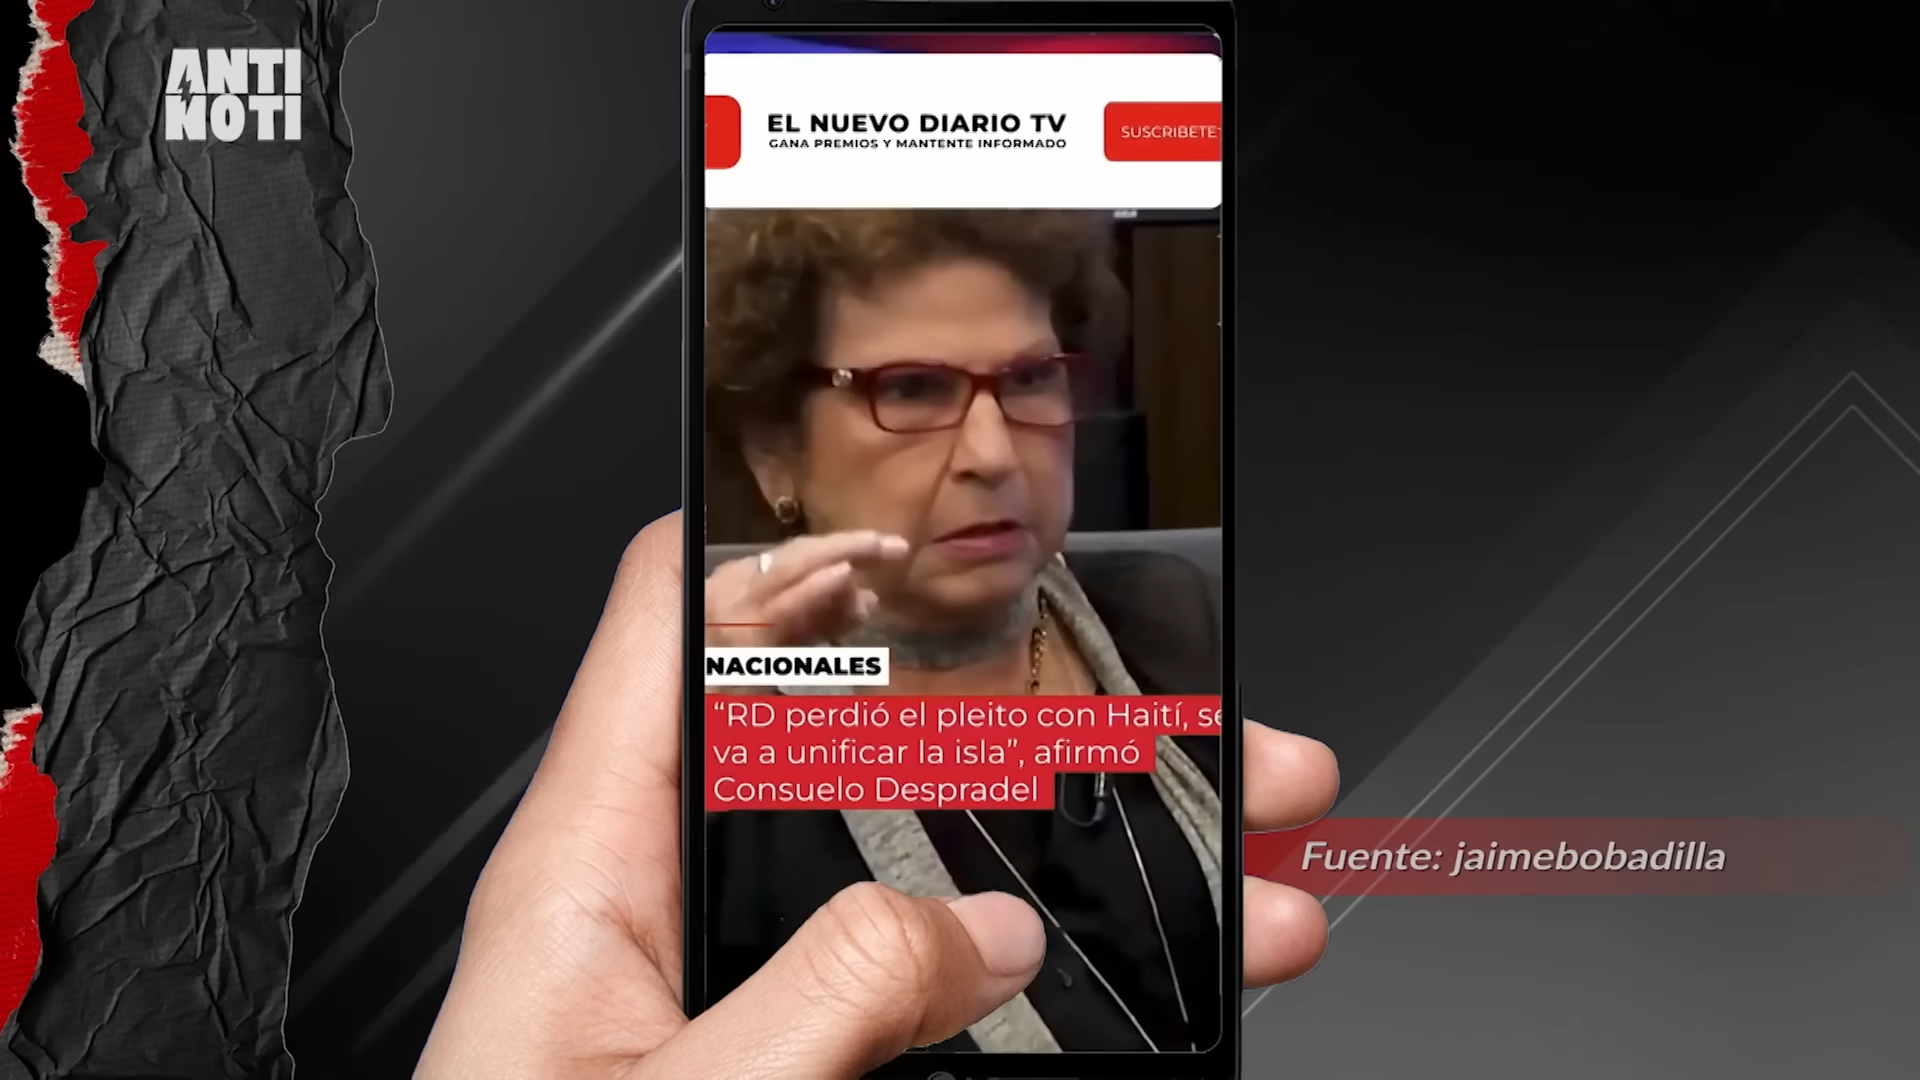 ANTI
NOTI
EL NUEVO DIARIO TV
GANA PREMIOS Y MANTENTE INFORMADO
SUSCRIBETE
NACIONALES
“RD perdió el pleito con Haití, se
va a unificar la isla”, afirmó
Consuelo Despradel
Fuente: jaimebobadilla